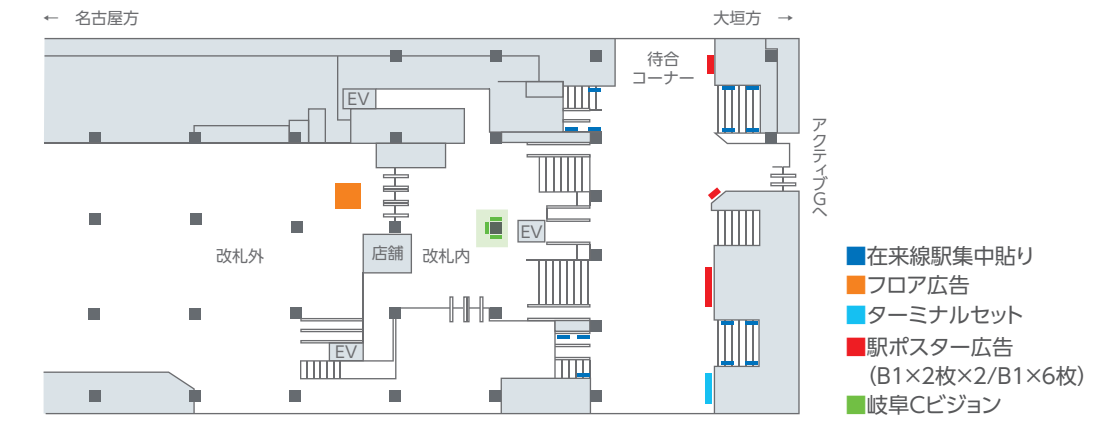 ← 名古屋方
大垣方 →
待合
コーナー
EV
アクティブGへ
改札外
店舗
改札内
EV
EV
在来線駅集中貼り
フロア広告
ターミナルセット
駅ポスター広告
（B1×2枚×2/B1×6枚）
岐阜Cビジョン